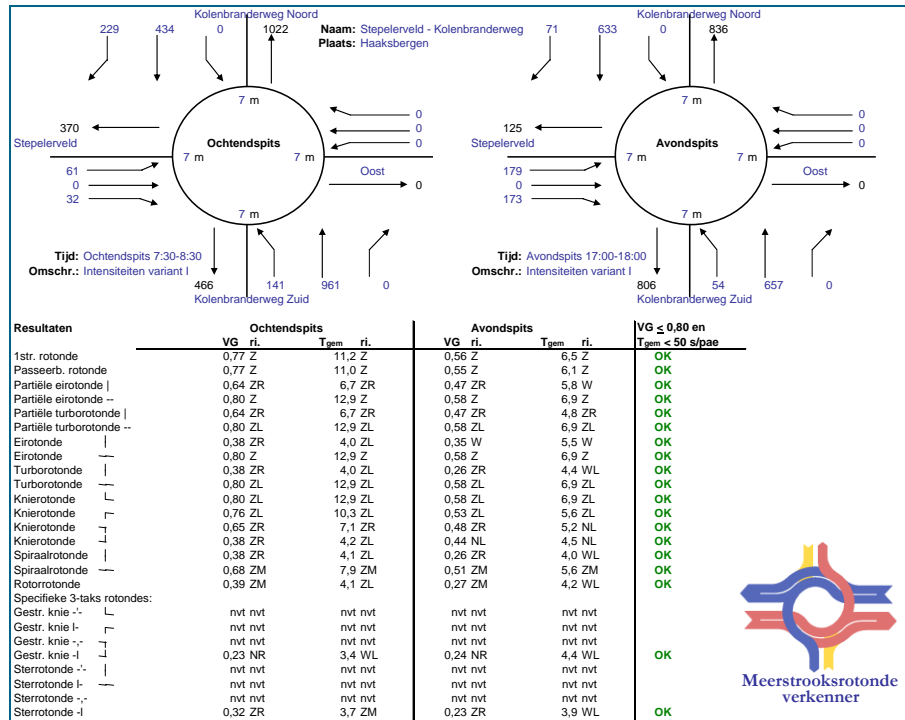 Kolenbranderweg Noord
229 434 0 1022
Naam: Stepelerveld - Kolenbranderweg
Plaats: Haaksbergen
Kolenbranderweg Noord
71 633 0 836
7 m
0
0
0
370
Stepelerveld
Ochtendspits
7 m
7 m
61
0
32
Oost
0
7 m
Tijd: Ochtendspits 7:30-8:30
Omschr.: Intensiteiten variant I
466 141 961 0
Kolenbranderweg Zuid
7 m
0
0
0
125
Stepelerveld
Avondspits
7 m
7 m
179
0
173
Oost
0
7 m
Tijd: Avondspits 17:00-18:00
Omschr.: Intensiteiten variant I
806 54 657 0
Kolenbranderweg Zuid
Resultaten Ochtendspits Avondspits VG ≤ 0,80 en
VG ri. Tgem ri. VG ri. Tgem ri. Tgem < 50 s/pae
1str. rotonde 0,77 Z 11,2 Z 0,56 Z 6,5 Z OK
Passeerb. rotonde 0,77 Z 11,0 Z 0,55 Z 6,1 Z OK
Partiële eirotonde | 0,64 ZR 6,7 ZR 0,47 ZR 5,8 W OK
Partiële eirotonde -- 0,80 Z 12,9 Z 0,58 Z 6,9 Z OK
Partiële turborotonde | 0,64 ZR 6,7 ZR 0,47 ZR 4,8 ZR OK
Partiële turborotonde -- 0,80 ZL 12,9 ZL 0,58 ZL 6,9 ZL OK
Eirotonde 0,38 ZR 4,0 ZL 0,35 W 5,5 W OK
Eirotonde 0,80 Z 12,9 Z 0,58 Z 6,9 Z OK
Turborotonde 0,38 ZR 4,0 ZL 0,26 ZR 4,4 WL OK
Turborotonde 0,80 ZL 12,9 ZL 0,58 ZL 6,9 ZL OK
Knierotonde 0,80 ZL 12,9 ZL 0,58 ZL 6,9 ZL OK
Knierotonde 0,76 ZL 10,3 ZL 0,53 ZL 5,6 ZL OK
Knierotonde 0,65 ZR 7,1 ZR 0,48 ZR 5,2 NL OK
Knierotonde 0,38 ZR 4,2 ZL 0,44 NL 4,5 NL OK
Spiraalrotonde 0,38 ZR 4,1 ZL 0,26 ZR 4,0 WL OK
Spiraalrotonde 0,68 ZM 7,9 ZM 0,51 ZM 5,6 ZM OK
Rotorrotonde 0,39 ZM 4,1 ZL 0,27 ZM 4,2 WL OK
Specifieke 3-taks rotondes:
Gestr. knie -'- nvt nvt nvt nvt nvt nvt nvt nvt
Gestr. knie l- nvt nvt nvt nvt nvt nvt nvt nvt
Gestr. knie -,- nvt nvt nvt nvt nvt nvt nvt nvt
Gestr. knie -l 0,23 NR 3,4 WL 0,24 NR 4,4 WL OK
Sterrotonde -'- nvt nvt nvt nvt nvt nvt nvt nvt
Sterrotonde l- nvt nvt nvt nvt nvt nvt nvt nvt
Sterrotonde -,- nvt nvt nvt nvt nvt nvt nvt nvt
Sterrotonde -l 0,32 ZR 3,7 ZM 0,23 ZR 3,9 WL OK
Meerstrooksrotonde
verkenner